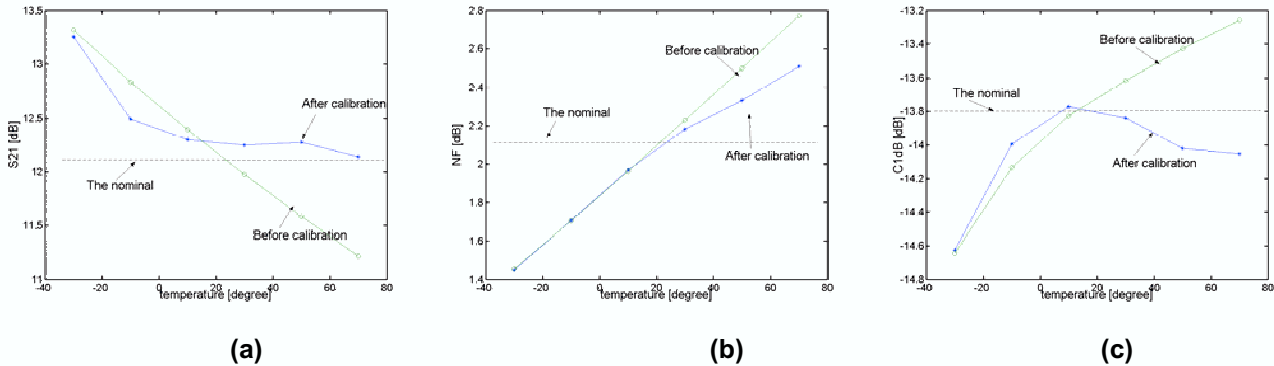 13.5
13
12.5
12
11.5
11
S21 [dB]
-40 -20 0 20 40 60 80
temperature [degree]
After calibration
The nominal
Before calibration
(a)
2.8
2.6
2.4
2.2
2
1.8
1.6
1.4
NF [dB]
-40 -20 0 20 40 60 80
temperature [degree]
Before calibration
The nominal
After calibration
(b)
-13.2
-13.4
-13.6
-13.8
-14
-14.2
-14.4
-14.6
-14.8
C1dB [dB]
-40 -20 0 20 40 60 80
temperature [degree]
Before calibration
The nominal
After calibration
(c)